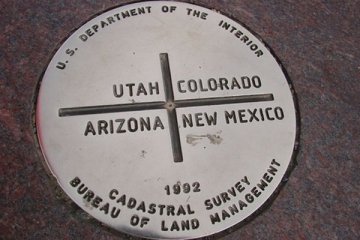 U. S. DEPARTMENT OF THE INTERIOR
UTAH COLORADO
ARIZONA NEW MEXICO
1992
CADASTRAL SURVEY
BUREAU OF LAND MANAGEMENT